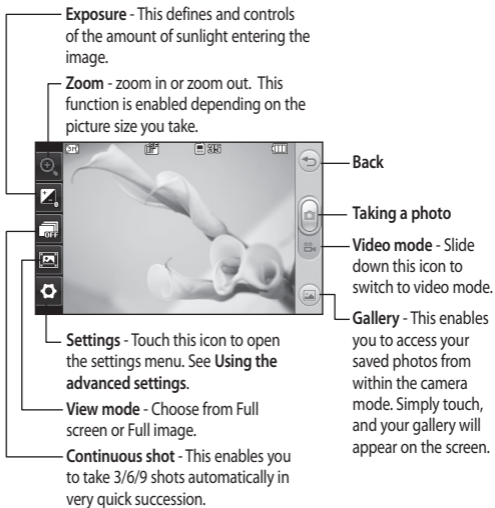 Exposure - This defines and controls
of the amount of sunlight entering the
image.
Zoom - zoom in or zoom out. This
function is enabled depending on the
picture size you take.
Back
Taking a photo
Video mode - Slide
down this icon to
switch to video mode.
Gallery - This enables
you to access your
saved photos from
within the camera
mode. Simply touch,
and your gallery will
appear on the screen.
Settings - Touch this icon to open
the settings menu. See Using the
advanced settings.
View mode - Choose from Full
screen or Full image.
Continuous shot - This enables you
to take 3/6/9 shots automatically in
very quick succession.
3M
OFF